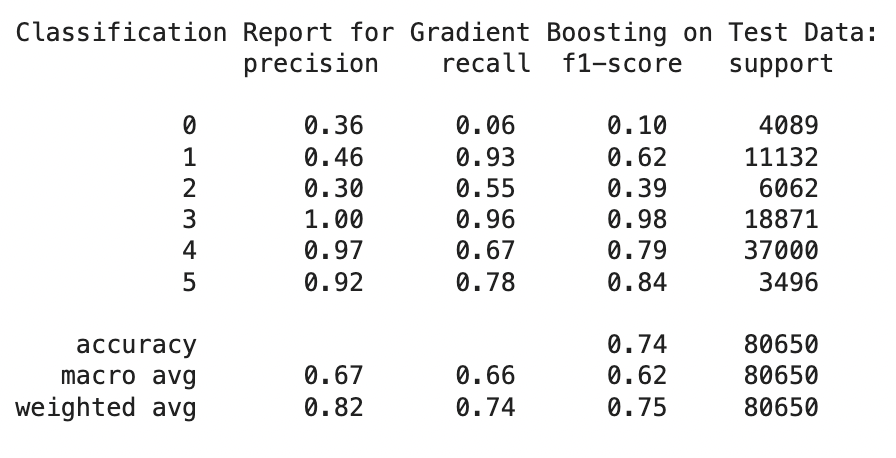 Classification Report for Gradient Boosting on Test Data:
precision recall f1-score support
0 0.36 0.06 0.10 4089
1 0.46 0.93 0.62 11132
2 0.30 0.55 0.39 6062
3 1.00 0.96 0.98 18871
4 0.97 0.67 0.79 37000
5 0.92 0.78 0.84 3496
accuracy 0.74 80650
macro avg 0.67 0.66 0.62 80650
weighted avg 0.82 0.74 0.75 80650